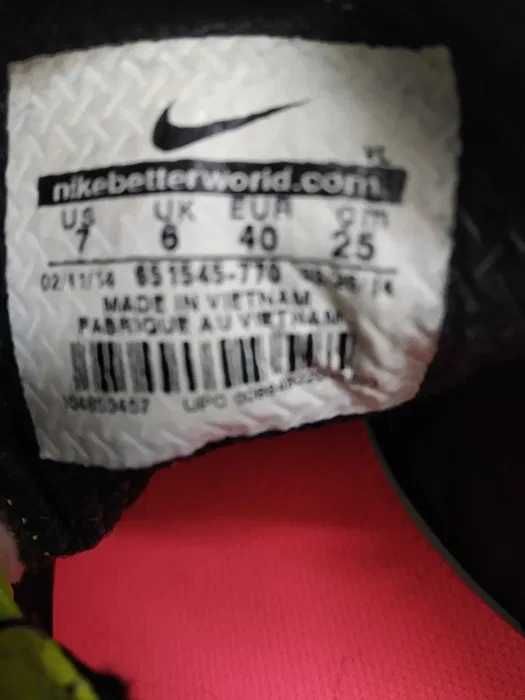 nikebetterworld.com
US UK EUR cm
7 6 40 25
02/11/14 651545-770
MADE IN VIETNAM
FABRIQUE AU VIETNAM
UPC